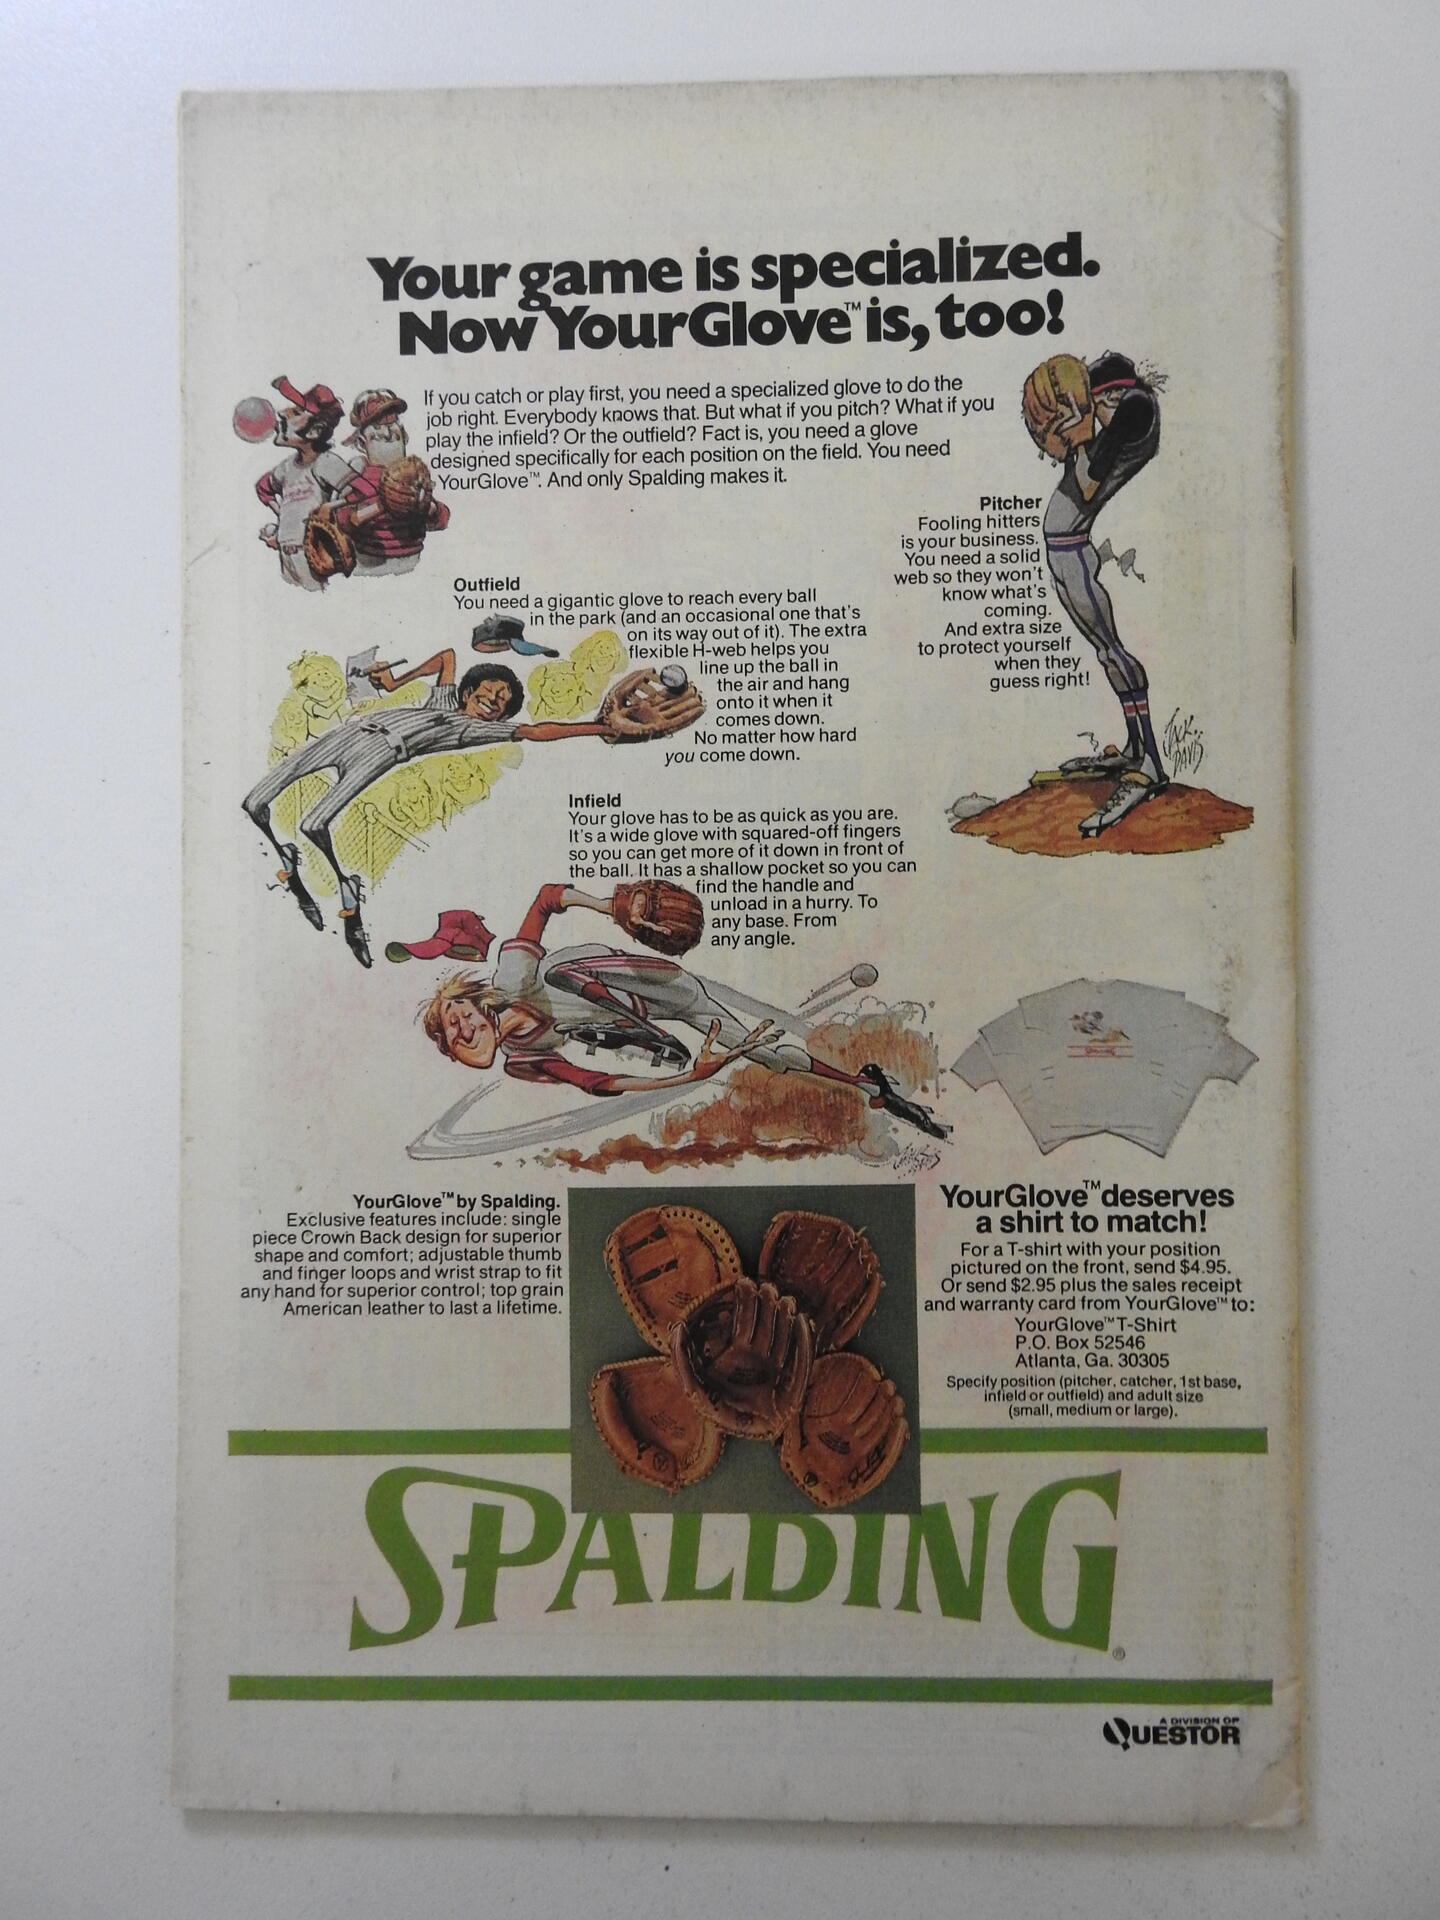 Your game is specialized.
Now YourGlove™ is, too!
If you catch or play first, you need a specialized glove to do the
job right. Everybody knows that. But what if you pitch? What if you
play the infield? Or the outfield? Fact is, you need a glove
designed specifically for each position on the field. You need
YourGlove™. And only Spalding makes it.
Pitcher
Fooling hitters
is your business.
You need a solid
web so they won't
know what's
coming.
And extra size
to protect yourself
when they
guess right!
JACK DAVIS
Outfield
You need a gigantic glove to reach every ball
in the park (and an occasional one that's
on its way out of it). The extra
flexible H-web helps you
line up the ball in
the air and hang
onto it when it
comes down.
No matter how hard
you come down.
Infield
Your glove has to be as quick as you are.
It's a wide glove with squared-off fingers
so you can get more of it down in front of
the ball. It has a shallow pocket so you can
find the handle and
unload in a hurry. To
any base. From
any angle.
SPALDING
YourGlove™ by Spalding.
Exclusive features include: single
piece Crown Back design for superior
shape and comfort; adjustable thumb
and finger loops and wrist strap to fit
any hand for superior control; top grain
American leather to last a lifetime.
YourGlove™ deserves
a shirt to match!
For a T-shirt with your position
pictured on the front, send $4.95.
Or send $2.95 plus the sales receipt
and warranty card from YourGlove™ to:
YourGlove™ T-Shirt
P.O. Box 52546
Atlanta, Ga. 30305
Specify position (pitcher, catcher, 1st base,
infield or outfield) and adult size
(small, medium or large).
SPALDING®
A DIVISION OF
QUESTOR